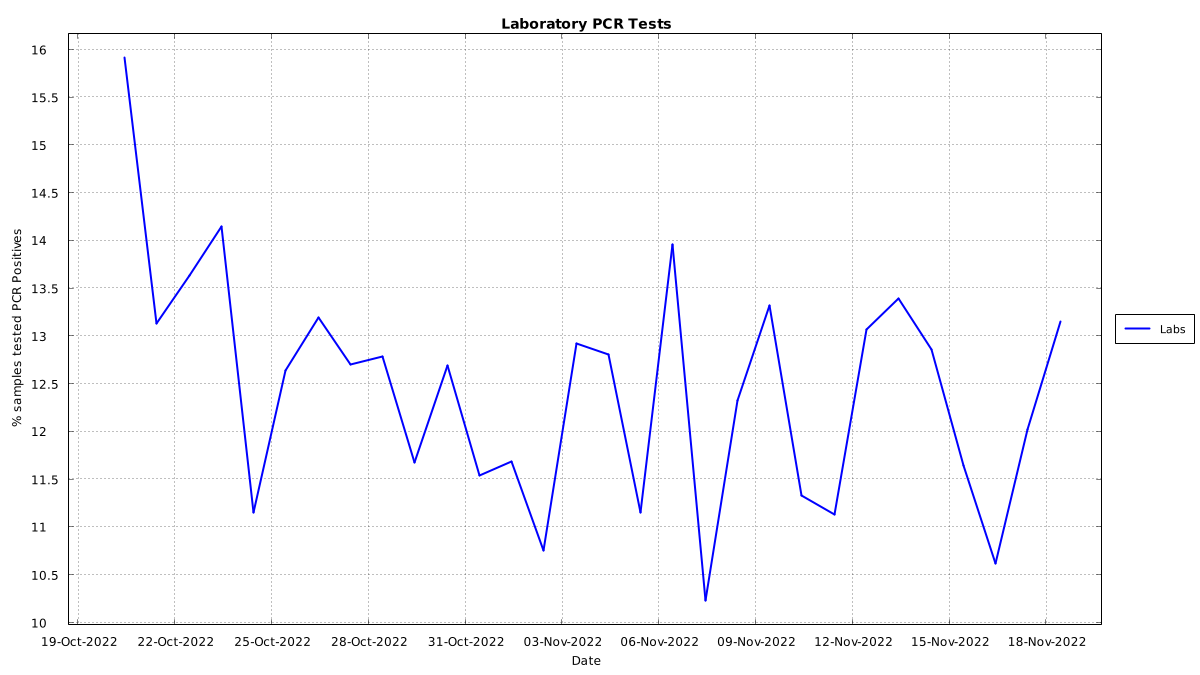 Laboratory PCR Tests
16
15.5
15
14.5
14
13.5
13
12.5
12
11.5
11
10.5
10
% samples tested PCR Positives
19-Oct-2022 22-Oct-2022 25-Oct-2022 28-Oct-2022 31-Oct-2022 03-Nov-2022 06-Nov-2022 09-Nov-2022 12-Nov-2022 15-Nov-2022 18-Nov-2022
Date
Labs